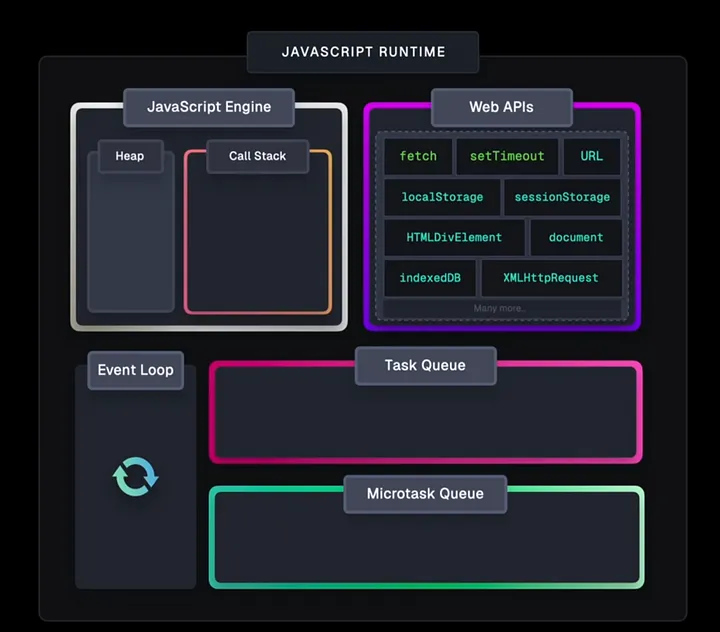 JAVASCRIPT RUNTIME
JavaScript Engine
Heap
Call Stack
Web APIs
fetch
setTimeout
URL
localStorage
sessionStorage
HTMLDivElement
document
indexedDB
XMLHttpRequest
Many more..
Event Loop
Task Queue
Microtask Queue